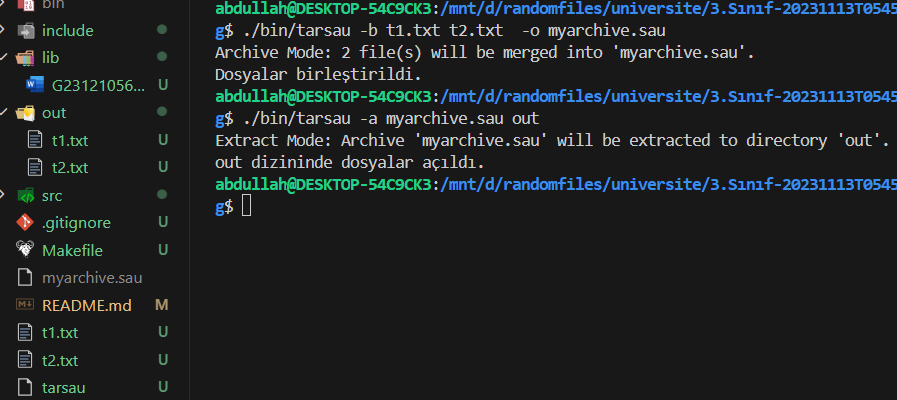 bin
include
lib
G23121056... U
out
t1.txt U
t2.txt U
src
.gitignore U
Makefile U
myarchive.sau
README.md M
t1.txt U
t2.txt U
tarsau U
abdullah@DESKTOP-54C9CK3:/mnt/d/randomfiles/universite/3.Sınıf-20231113T0545
g$ ./bin/tarsau -b t1.txt t2.txt  -o myarchive.sau
Archive Mode: 2 file(s) will be merged into 'myarchive.sau'.
Dosyalar birleştirildi.
abdullah@DESKTOP-54C9CK3:/mnt/d/randomfiles/universite/3.Sınıf-20231113T0545
g$ ./bin/tarsau -a myarchive.sau out
Extract Mode: Archive 'myarchive.sau' will be extracted to directory 'out'.
out dizininde dosyalar açıldı.
abdullah@DESKTOP-54C9CK3:/mnt/d/randomfiles/universite/3.Sınıf-20231113T0545
g$